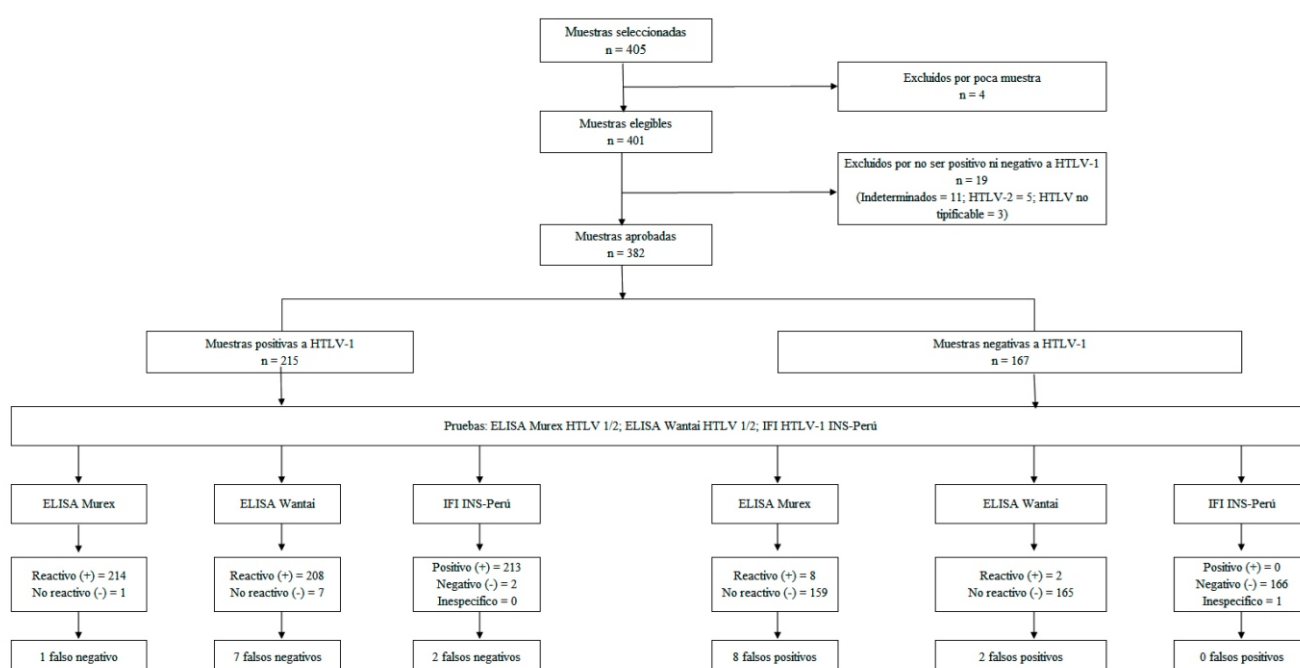 Muestras seleccionadas
n = 405
Excluidos por poca muestra
n = 4
Muestras elegibles
n = 401
Excluidos por no ser positivo ni negativo a HTLV-1
n = 19
(Indeterminados = 11; HTLV-2 = 5; HTLV no
tipificable = 3)
Muestras aprobadas
n = 382
Muestras positivas a HTLV-1
n = 215
Muestras negativas a HTLV-1
n = 167
Pruebas: ELISA Murex HTLV 1/2; ELISA Wantai HTLV 1/2; IFI HTLV-1 INS-Perú
ELISA Murex
ELISA Wantai
IFI INS-Perú
ELISA Murex
ELISA Wantai
IFI INS-Perú
Reactivo (+) = 214
No reactivo (-) = 1
Reactivo (+) = 208
No reactivo (-) = 7
Positivo (+) = 213
Negativo (-) = 2
Inespecifico = 0
Reactivo (+) = 8
No reactivo (-) = 159
Reactivo (+) = 2
No reactivo (-) = 165
Positivo (+) = 0
Negativo (-) = 166
Inespecifico = 1
1 falso negativo
7 falsos negativos
2 falsos negativos
8 falsos positivos
2 falsos positivos
0 falsos positivos